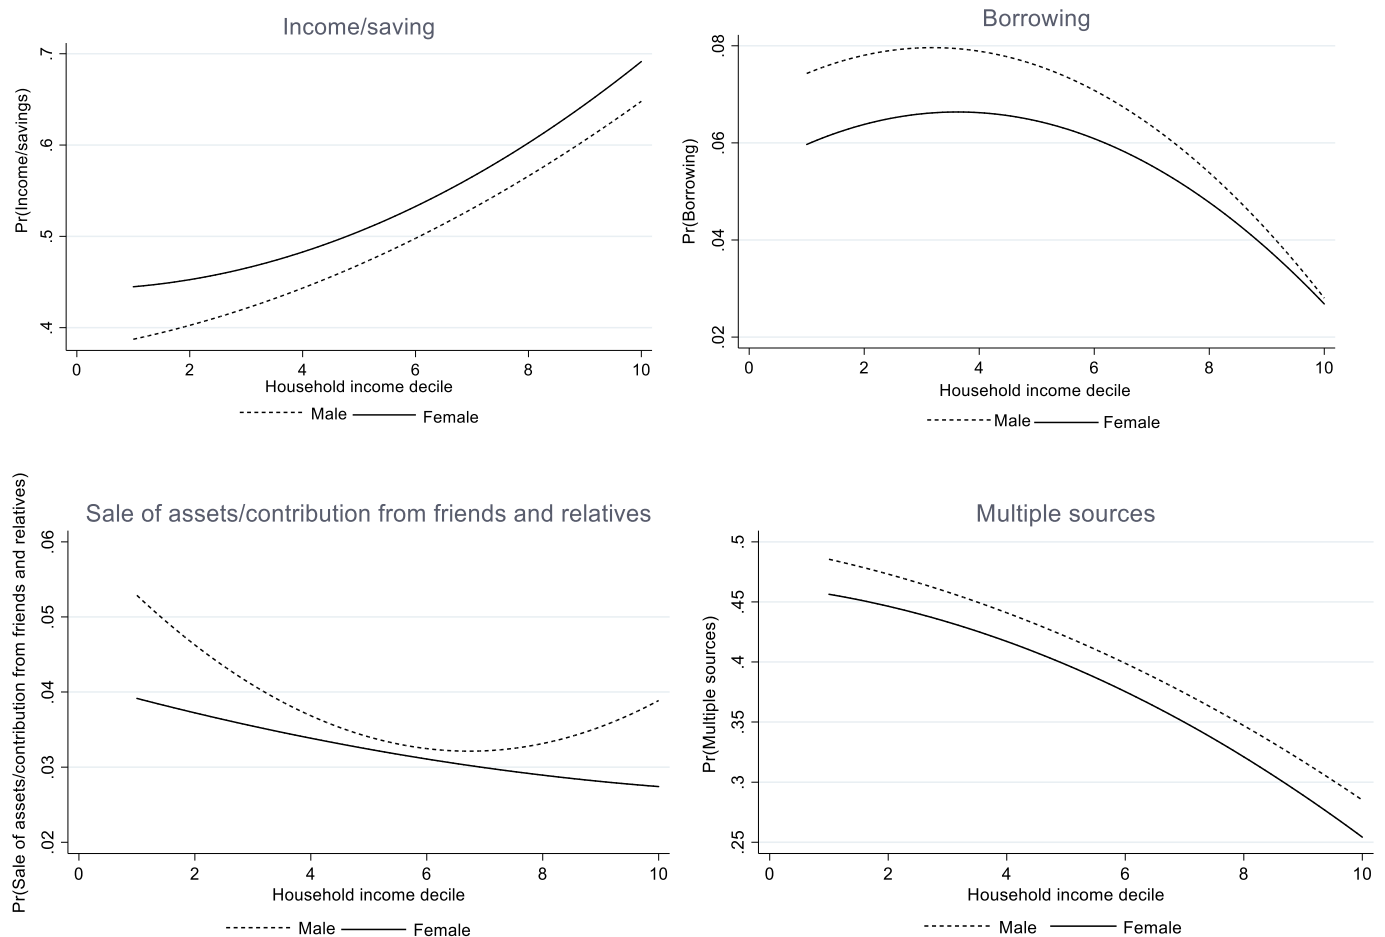 Income/saving
Pr(Income/savings)
.7
.6
.5
.4
0 2 4 6 8 10
Household income decile
Male Female
Borrowing
Pr(Borrowing)
.08
.06
.04
.02
0 2 4 6 8 10
Household income decile
Male Female
Sale of assets/contribution from friends and relatives
Pr(Sale of assets/contribution from friends and relatives)
.06
.05
.04
.03
.02
0 2 4 6 8 10
Household income decile
Male Female
Multiple sources
Pr(Multiple sources)
.5
.45
.4
.35
.3
.25
0 2 4 6 8 10
Household income decile
Male Female